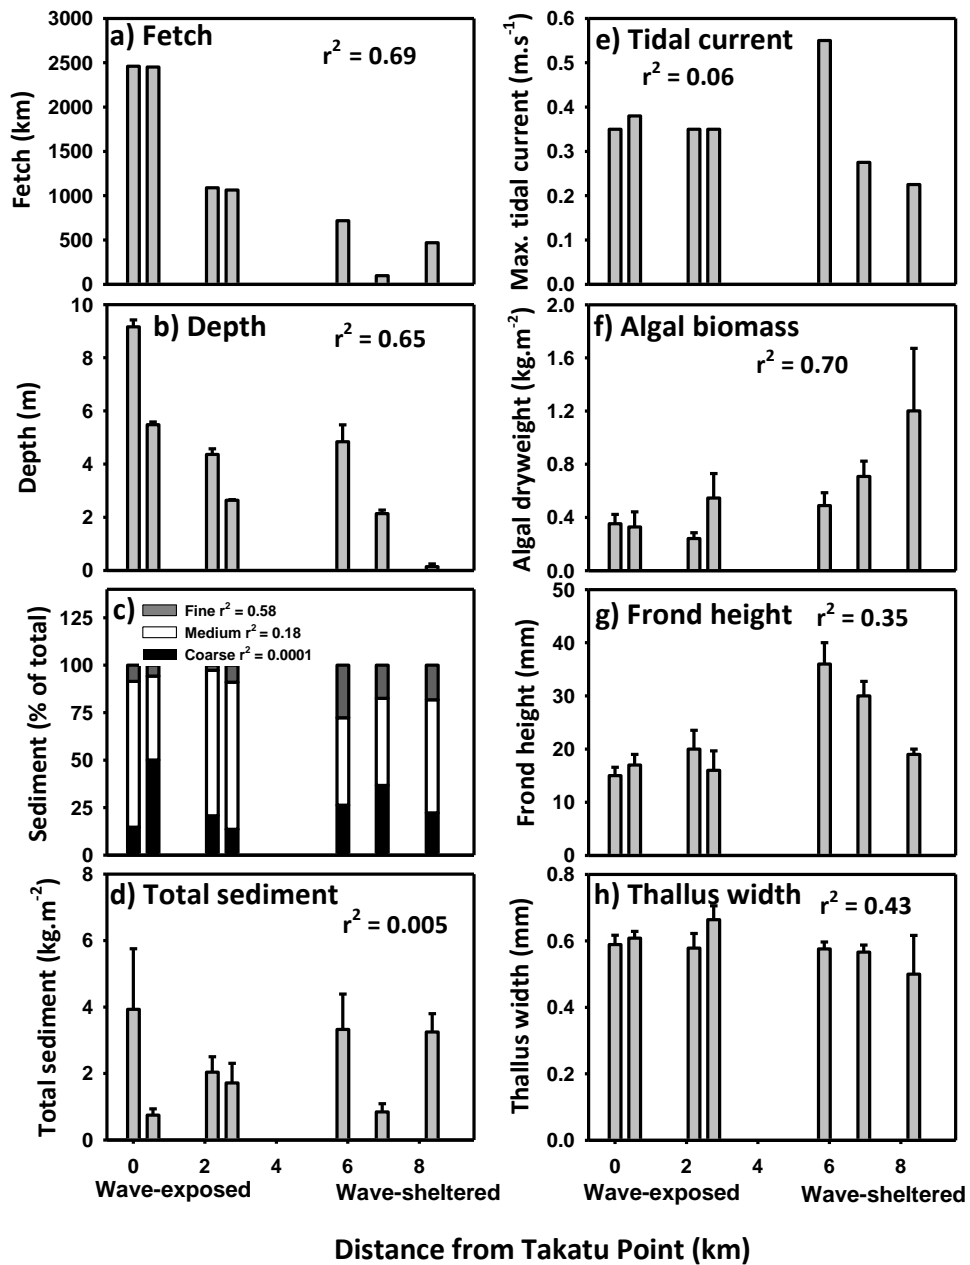 a) Fetch
r² = 0.69
Fetch (km)
3000
2500
2000
1500
1000
500
0
b) Depth
r² = 0.65
Depth (m)
10
8
6
4
2
0
c)
Fine r² = 0.58
Medium r² = 0.18
Coarse r² = 0.0001
Sediment (% of total)
125
100
75
50
25
0
d) Total sediment
r² = 0.005
Total sediment (kg.m⁻²)
8
6
4
2
0
0 2 4 6 8
Wave-exposed Wave-sheltered
e) Tidal current
r² = 0.06
Max. tidal current (m.s⁻¹)
0.6
0.5
0.4
0.3
0.2
0.1
0.0
f) Algal biomass
r² = 0.70
Algal dryweight (kg.m⁻²)
2.0
1.6
1.2
0.8
0.4
0.0
g) Frond height
r² = 0.35
Frond height (mm)
50
40
30
20
10
0
h) Thallus width
r² = 0.43
Thallus width (mm)
0.8
0.6
0.4
0.2
0.0
0 2 4 6 8
Wave-exposed Wave-sheltered
Distance from Takatu Point (km)